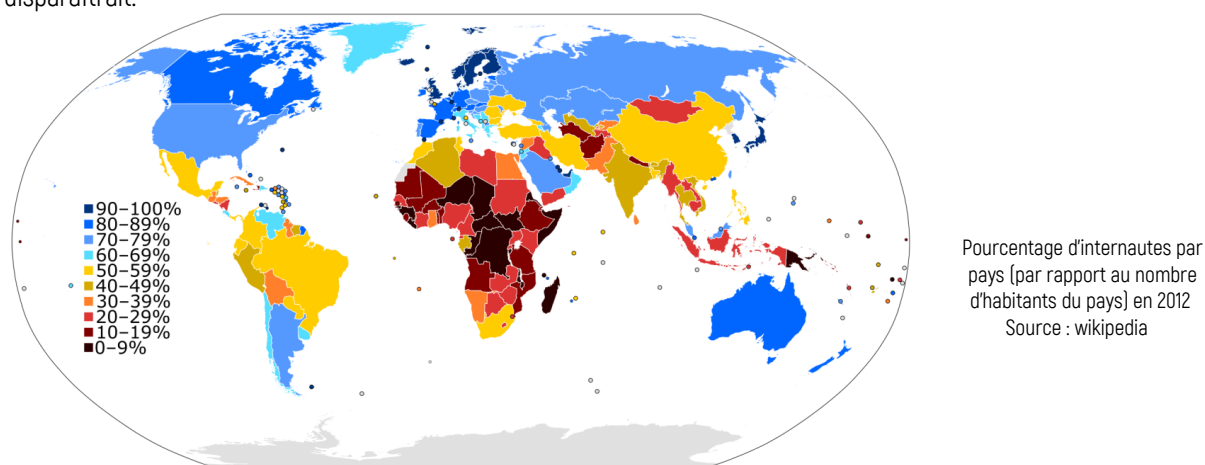 disparaîtrait.
90-100%
80-89%
70-79%
60-69%
50-59%
40-49%
30-39%
20-29%
10-19%
0-9%
Pourcentage d'internautes par
pays (par rapport au nombre
d'habitants du pays) en 2012
Source : wikipedia